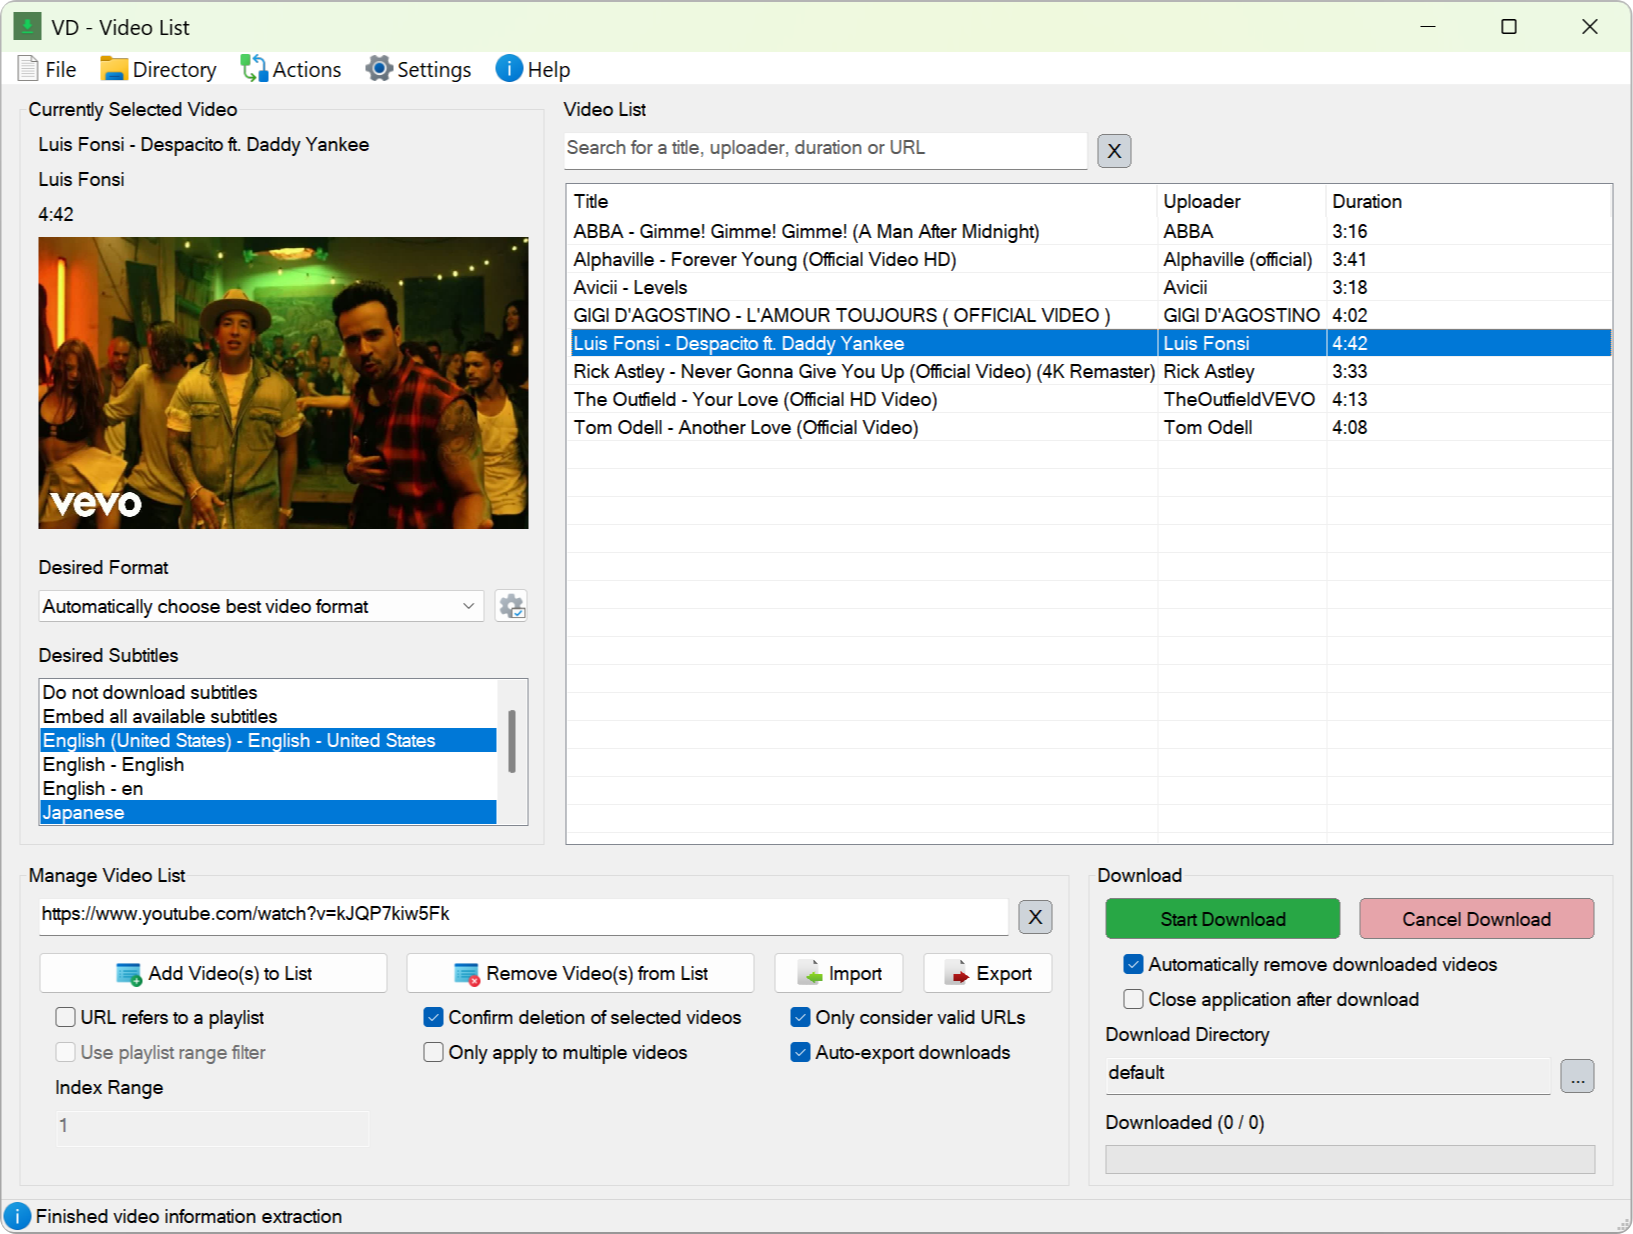 VD - Video List
File Directory Actions Settings Help
Currently Selected Video
Luis Fonsi - Despacito ft. Daddy Yankee
Luis Fonsi
4:42
vevo
Desired Format
Automatically choose best video format
Desired Subtitles
Do not download subtitles
Embed all available subtitles
English (United States) - English - United States
English - English
English - en
Japanese
Video List
Search for a title, uploader, duration or URL X
Title Uploader Duration
ABBA - Gimme! Gimme! Gimme! (A Man After Midnight) ABBA 3:16
Alphaville - Forever Young (Official Video HD) Alphaville (official) 3:41
Avicii - Levels Avicii 3:18
GIGI D'AGOSTINO - L'AMOUR TOUJOURS ( OFFICIAL VIDEO ) GIGI D'AGOSTINO 4:02
Luis Fonsi - Despacito ft. Daddy Yankee Luis Fonsi 4:42
Rick Astley - Never Gonna Give You Up (Official Video) (4K Remaster) Rick Astley 3:33
The Outfield - Your Love (Official HD Video) TheOutfieldVEVO 4:13
Tom Odell - Another Love (Official Video) Tom Odell 4:08
Manage Video List
https://www.youtube.com/watch?v=kJQP7kiw5Fk X
Add Video(s) to List Remove Video(s) from List Import Export
URL refers to a playlist Confirm deletion of selected videos Only consider valid URLs
Use playlist range filter Only apply to multiple videos Auto-export downloads
Index Range
1
Download
Start Download Cancel Download
Automatically remove downloaded videos
Close application after download
Download Directory
default ...
Downloaded (0 / 0)
Finished video information extraction